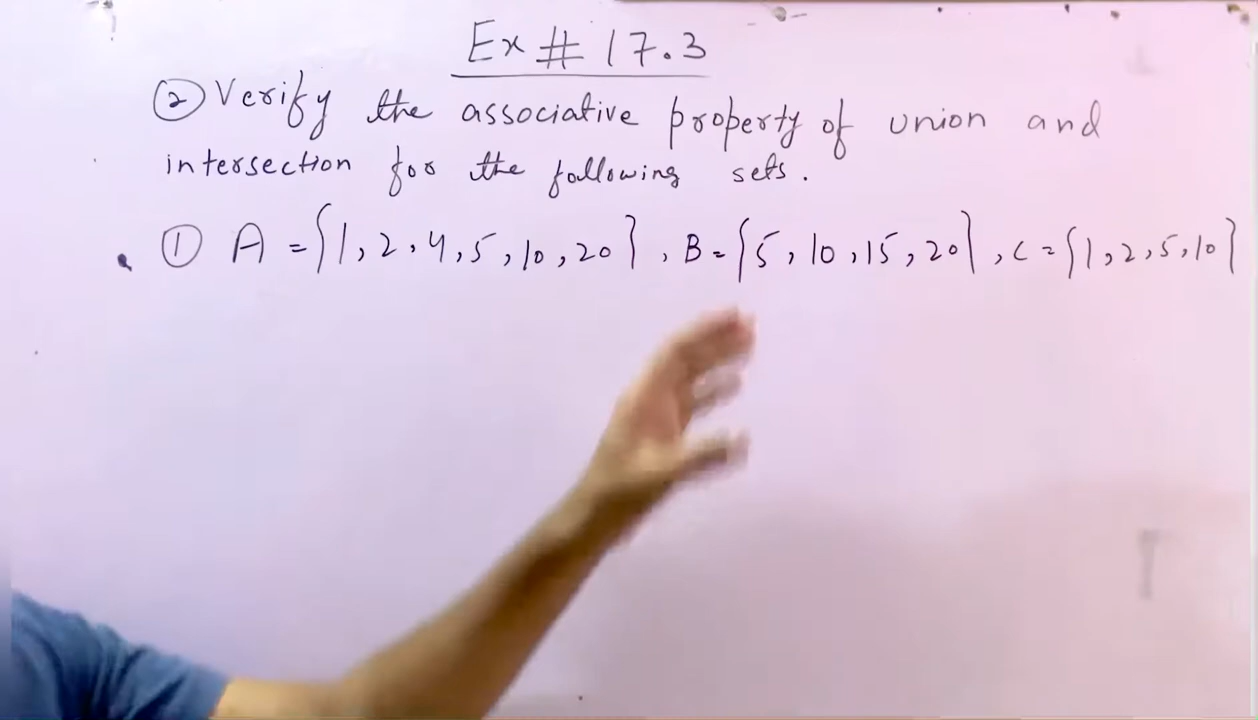 Ex # 17.3
② Verify the associative property of union and
intersection for the following sets.
① A = {1, 2, 4, 5, 10, 20}, B = {5, 10, 15, 20}, C = {1, 2, 5, 10}